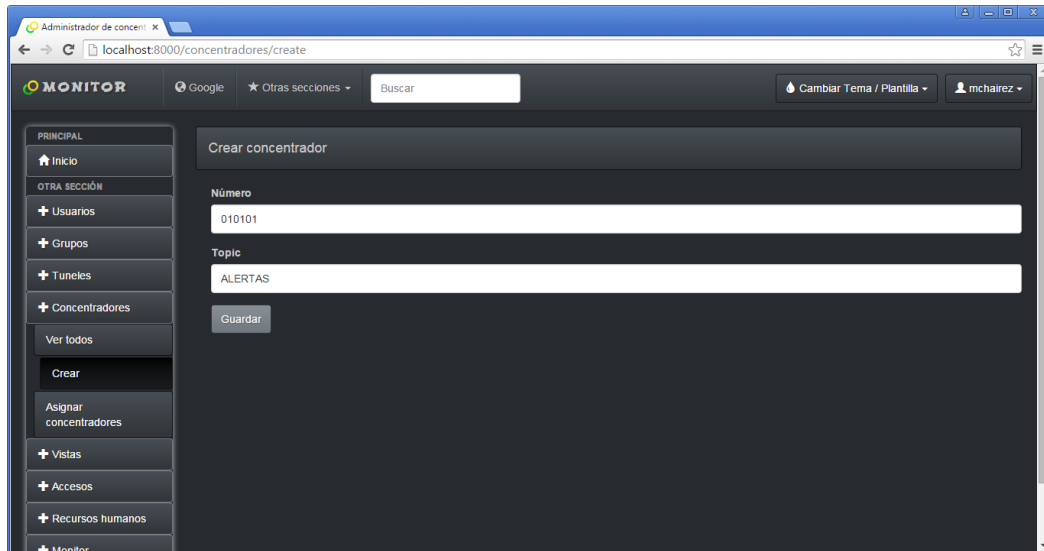 Administrador de concent
localhost:8000/concentradores/create
MONITOR
Google
Otras secciones
Buscar
Cambiar Tema / Plantilla
mchairez
PRINCIPAL
Inicio
OTRA SECCIÓN
Usuarios
Grupos
Tuneles
Concentradores
Ver todos
Crear
Asignar
concentradores
Vistas
Accesos
Recursos humanos
Monitor
Crear concentrador
Número
010101
Topic
ALERTAS
Guardar